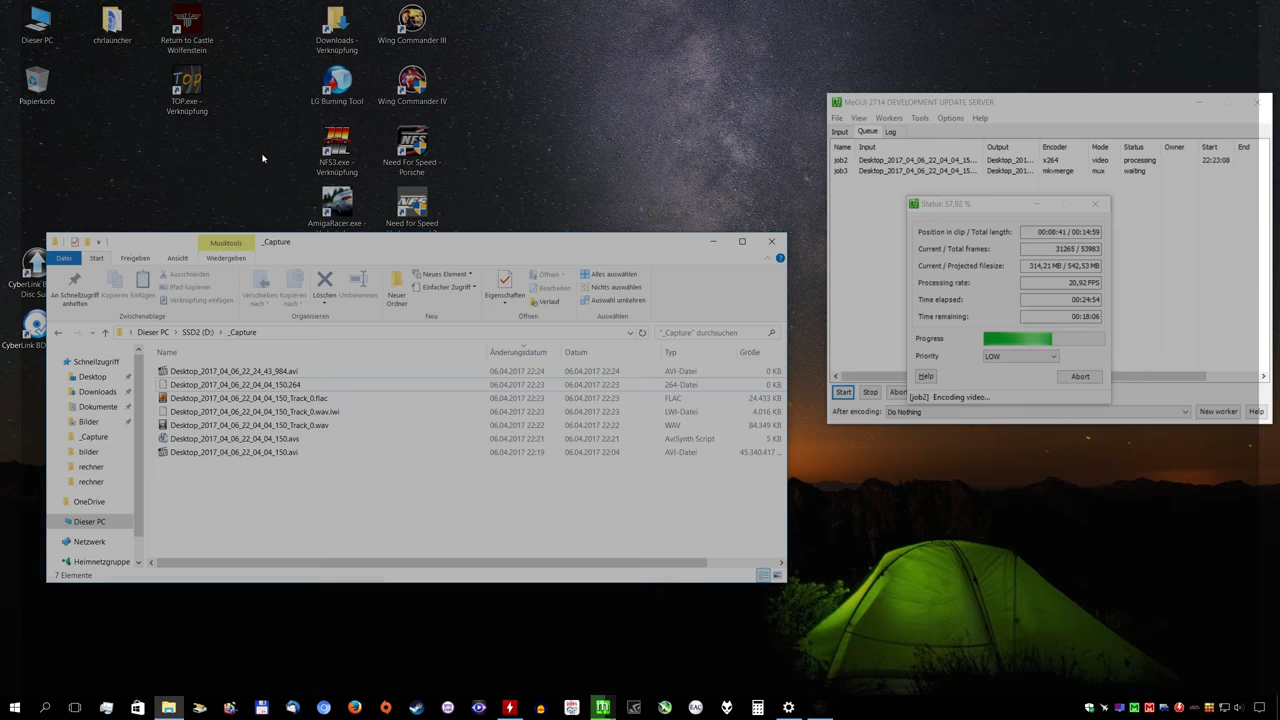 Dieser PC
chrlauncher
Return to Castle
Wolfenstein
Downloads -
Verknüpfung
Wing Commander III
Papierkorb
TOP.exe -
Verknüpfung
LG Burning Tool
Wing Commander IV
NFS3.exe -
Verknüpfung
Need For Speed -
Porsche
AmigaRacer.exe -
Need for Speed
Musiktools
_Capture
Datei
Start
Freigeben
Ansicht
Wiedergeben
An Schnellzugriff
anheften
Kopieren
Einfügen
Ausschneiden
Pfad kopieren
Verknüpfung einfügen
Zwischenablage
Verschieben
nach
Kopieren
nach
Löschen
Umbenennen
Organisieren
Neuer
Ordner
Neues Element
Einfacher Zugriff
Neu
Eigenschaften
Öffnen
Bearbeiten
Verlauf
Öffnen
Alles auswählen
Nichts auswählen
Auswahl umkehren
Auswählen
Dieser PC
SSD2 (D:)
_Capture
"_Capture" durchsuchen
Name Änderungsdatum Datum Typ Größe
Desktop_2017_04_06_22_24_43_984.avi 06.04.2017 22:24 06.04.2017 22:24 AVI-Datei 0 KB
Desktop_2017_04_06_22_04_04_150.264 06.04.2017 22:23 06.04.2017 22:23 264-Datei 0 KB
Desktop_2017_04_06_22_04_04_150_Track_0.flac 06.04.2017 22:23 06.04.2017 22:23 FLAC 24.433 KB
Desktop_2017_04_06_22_04_04_150_Track_0.wav.lwi 06.04.2017 22:23 06.04.2017 22:23 LWI-Datei 4.016 KB
Desktop_2017_04_06_22_04_04_150_Track_0.wav 06.04.2017 22:22 06.04.2017 22:22 WAV 84.349 KB
Desktop_2017_04_06_22_04_04_150.avs 06.04.2017 22:21 06.04.2017 22:21 AviSynth Script 5 KB
Desktop_2017_04_06_22_04_04_150.avi 06.04.2017 22:19 06.04.2017 22:04 AVI-Datei 45.340.417 ...
Schnellzugriff
Desktop
Downloads
Dokumente
Bilder
_Capture
bilder
rechner
rechner
OneDrive
Dieser PC
Netzwerk
Heimnetzgruppe
7 Elemente
CyberLink B
Disc Su
CyberLink BD
MeGUI 2714 DEVELOPMENT UPDATE SERVER
File View Workers Tools Options Help
Input Queue Log
Name Input Output Encoder Mode Status Owner Start End
job2 Desktop_2017_04_06_22_04_04_15... Desktop_201... x264 video processing 22:23:08
job3 Desktop_2017_04_06_22_04_04_15... Desktop_201... mkvmerge mux waiting
Status 57,92 %
Position in clip / Total length: 00:08:41 / 00:14:59
Current / Total frames: 31265 / 53983
Current / Projected filesize: 314,21 MB / 542,53 MB
Processing rate: 20,92 FPS
Time elapsed: 00:24:54
Time remaining: 00:18:06
Progress
Priority LOW
Help Abort
[job2] Encoding video...
Start Stop Abor
After encoding: Do Nothing New worker Help
EAC